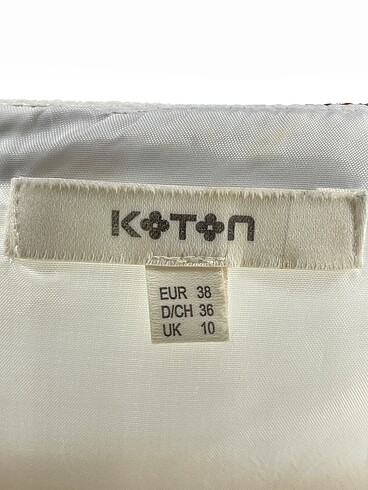 KOTON
EUR 38
D/CH 36
UK 10